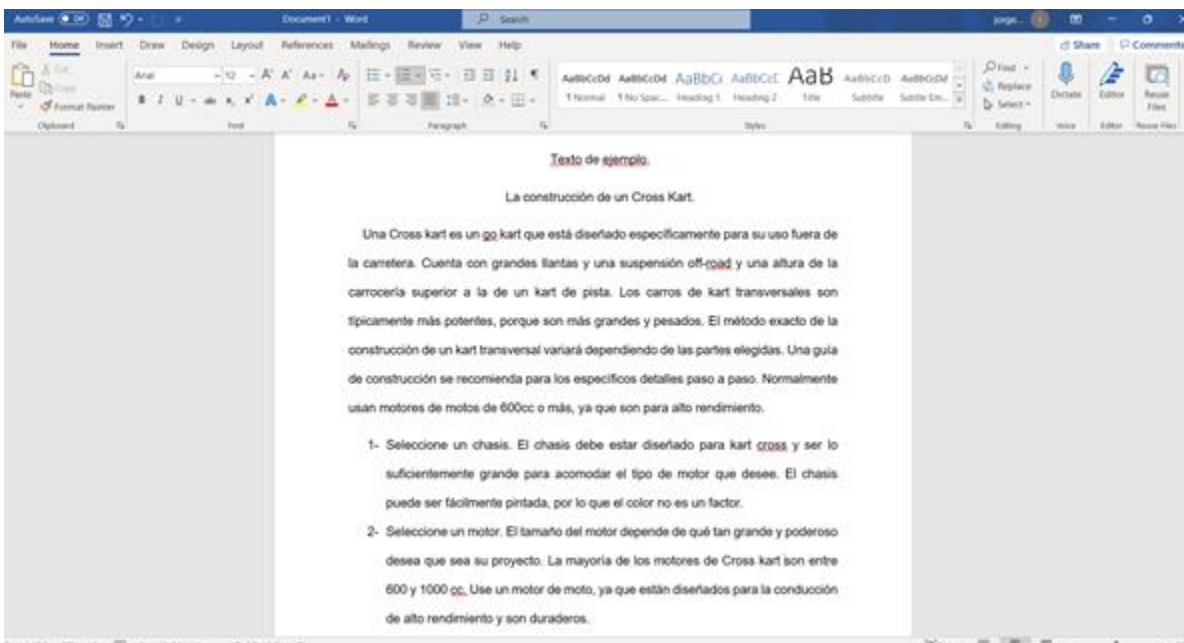 AutoSave Off
Document1 - Word
Search
jorge...
File Home Insert Draw Design Layout References Mailings Review View Help
Share Comments
Paste
Cut
Copy
Format Painter
Clipboard
Arial
12
Font
Paragraph
AaBbCcDd AaBbCcDd AaBbCc AaBbCcC AaB AaBbCcD AaBbCcDd
¶ Normal ¶ No Spac... Heading 1 Heading 2 Title Subtitle Subtle Em...
Styles
Find
Replace
Select
Editing
Dictate
Voice
Editor
Editor
Reuse Files
Reuse Files
Texto de ejemplo.
La construcción de un Cross Kart.
Una Cross kart es un go kart que está diseñado específicamente para su uso fuera de
la carretera. Cuenta con grandes llantas y una suspensión off-road y una altura de la
carrocería superior a la de un kart de pista. Los carros de kart transversales son
típicamente más potentes, porque son más grandes y pesados. El método exacto de la
construcción de un kart transversal variará dependiendo de las partes elegidas. Una guía
de construcción se recomienda para los específicos detalles paso a paso. Normalmente
usan motores de motos de 600cc o más, ya que son para alto rendimiento.
1- Seleccione un chasis. El chasis debe estar diseñado para kart cross y ser lo
suficientemente grande para acomodar el tipo de motor que desee. El chasis
puede ser fácilmente pintada, por lo que el color no es un factor.
2- Seleccione un motor. El tamaño del motor depende de qué tan grande y poderoso
desea que sea su proyecto. La mayoría de los motores de Cross kart son entre
600 y 1000 cc. Use un motor de moto, ya que están diseñados para la conducción
de alto rendimiento y son duraderos.